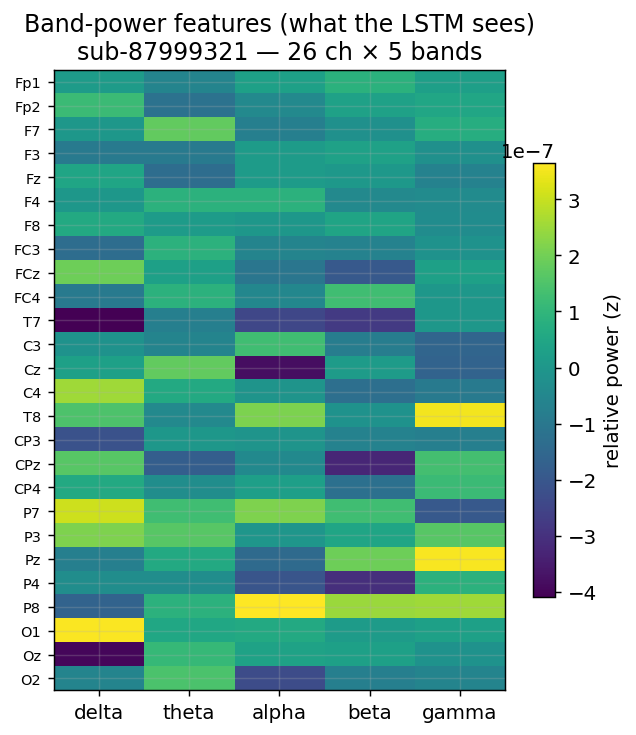 Band-power features (what the LSTM sees)
sub-87999321 — 26 ch × 5 bands
Fp1
Fp2
F7
F3
Fz
F4
F8
FC3
FCz
FC4
T7
C3
Cz
C4
T8
CP3
CPz
CP4
P7
P3
Pz
P4
P8
O1
Oz
O2
delta theta alpha beta gamma
1e−7
3
2
1
0
−1
−2
−3
−4
relative power (z)